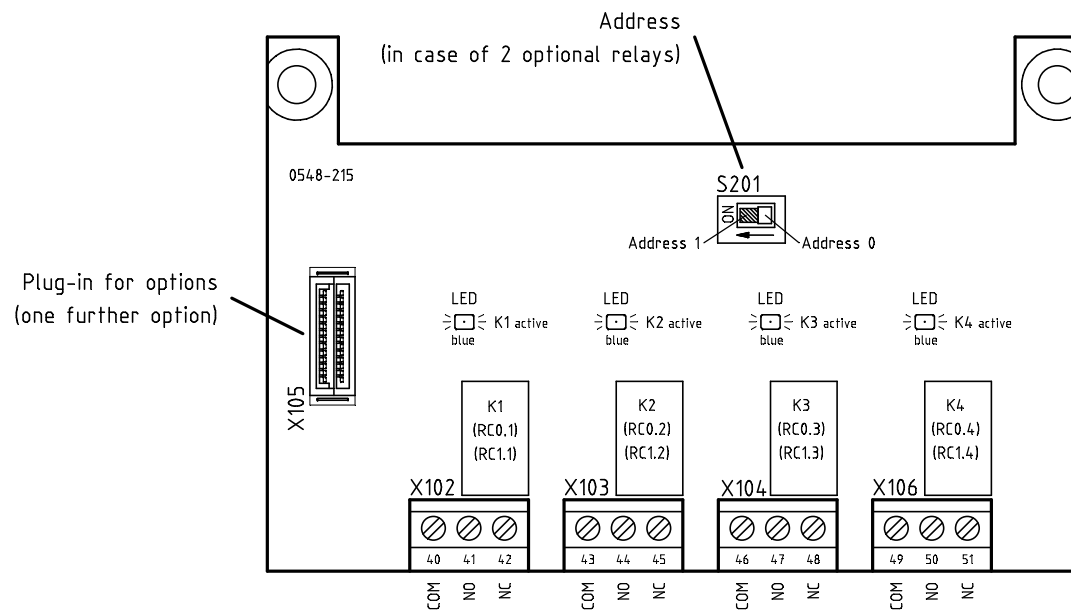 Address
(in case of 2 optional relays)
0548-215
S201
ON
Address 1
Address 0
Plug-in for options
(one further option)
X105
LED
K1 active
blue
LED
K2 active
blue
LED
K3 active
blue
LED
K4 active
blue
K1
(RC0.1)
(RC1.1)
K2
(RC0.2)
(RC1.2)
K3
(RC0.3)
(RC1.3)
K4
(RC0.4)
(RC1.4)
X102
X103
X104
X106
40 41 42
43 44 45
46 47 48
49 50 51
COM NO NC
COM NO NC
COM NO NC
COM NO NC